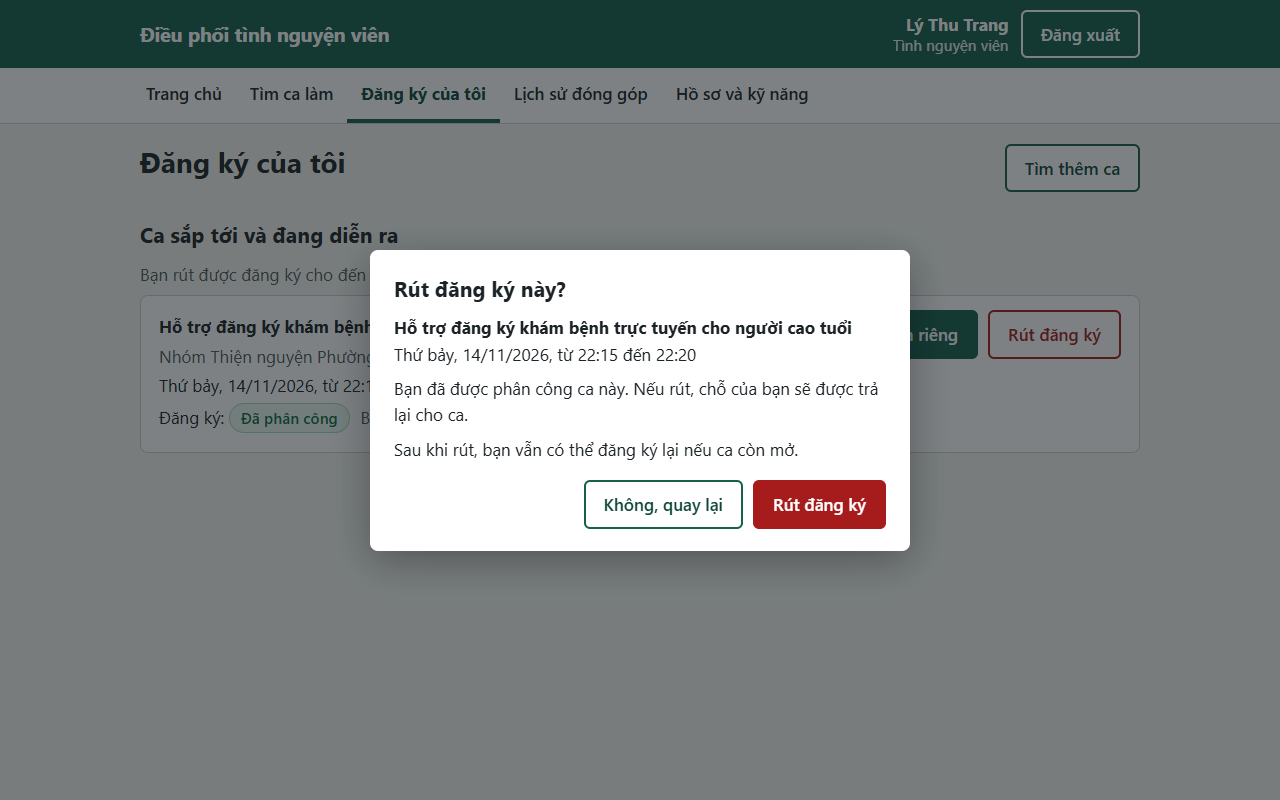 Điều phối tình nguyện viên
Lý Thu Trang
Tình nguyện viên
Đăng xuất
Trang chủ
Tìm ca làm
Đăng ký của tôi
Lịch sử đóng góp
Hồ sơ và kỹ năng
Đăng ký của tôi
Tìm thêm ca
Ca sắp tới và đang diễn ra
Bạn rút được đăng ký cho đến
Hỗ trợ đăng ký khám bệnh
riêng
Rút đăng ký
Nhóm Thiện nguyện Phường
Thứ bảy, 14/11/2026, từ 22:1
Đăng ký: Đã phân công
Rút đăng ký này?
Hỗ trợ đăng ký khám bệnh trực tuyến cho người cao tuổi
Thứ bảy, 14/11/2026, từ 22:15 đến 22:20
Bạn đã được phân công ca này. Nếu rút, chỗ của bạn sẽ được trả
lại cho ca.
Sau khi rút, bạn vẫn có thể đăng ký lại nếu ca còn mở.
Không, quay lại
Rút đăng ký